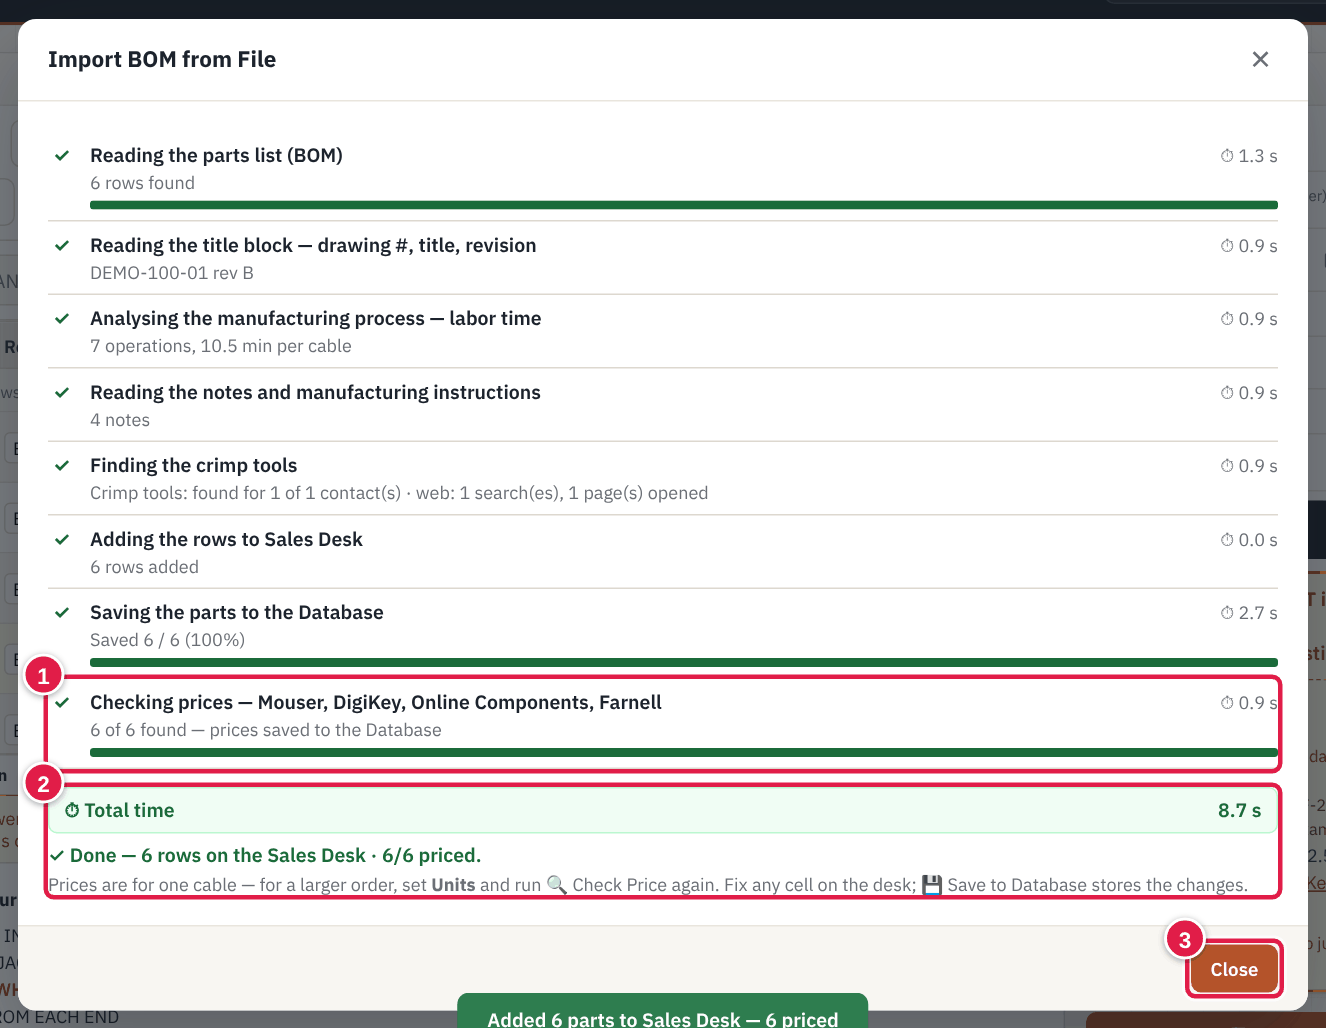 Import BOM from File
✕
✓ Reading the parts list (BOM) ⏱ 1.3 s
6 rows found
✓ Reading the title block — drawing #, title, revision ⏱ 0.9 s
DEMO-100-01 rev B
✓ Analysing the manufacturing process — labor time ⏱ 0.9 s
7 operations, 10.5 min per cable
✓ Reading the notes and manufacturing instructions ⏱ 0.9 s
4 notes
✓ Finding the crimp tools ⏱ 0.9 s
Crimp tools: found for 1 of 1 contact(s) · web: 1 search(es), 1 page(s) opened
✓ Adding the rows to Sales Desk ⏱ 0.0 s
6 rows added
✓ Saving the parts to the Database ⏱ 2.7 s
Saved 6 / 6 (100%)
1
✓ Checking prices — Mouser, DigiKey, Online Components, Farnell ⏱ 0.9 s
6 of 6 found — prices saved to the Database
2
⏱ Total time 8.7 s
✓ Done — 6 rows on the Sales Desk · 6/6 priced.
Prices are for one cable — for a larger order, set Units and run 🔍 Check Price again. Fix any cell on the desk; 💾 Save to Database stores the changes.
3
Close
OM EACH END
Added 6 parts to Sales Desk — 6 priced